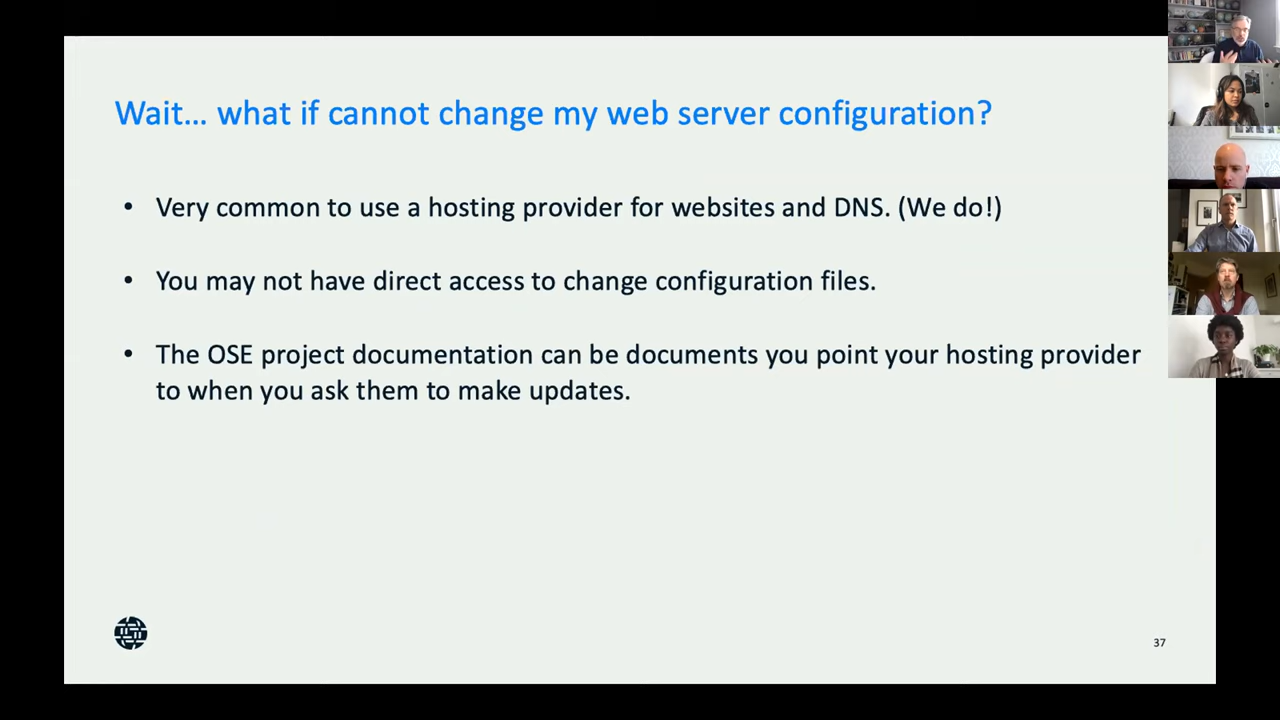 Wait... what if cannot change my web server configuration?
• Very common to use a hosting provider for websites and DNS. (We do!)
• You may not have direct access to change configuration files.
• The OSE project documentation can be documents you point your hosting provider
to when you ask them to make updates.
37